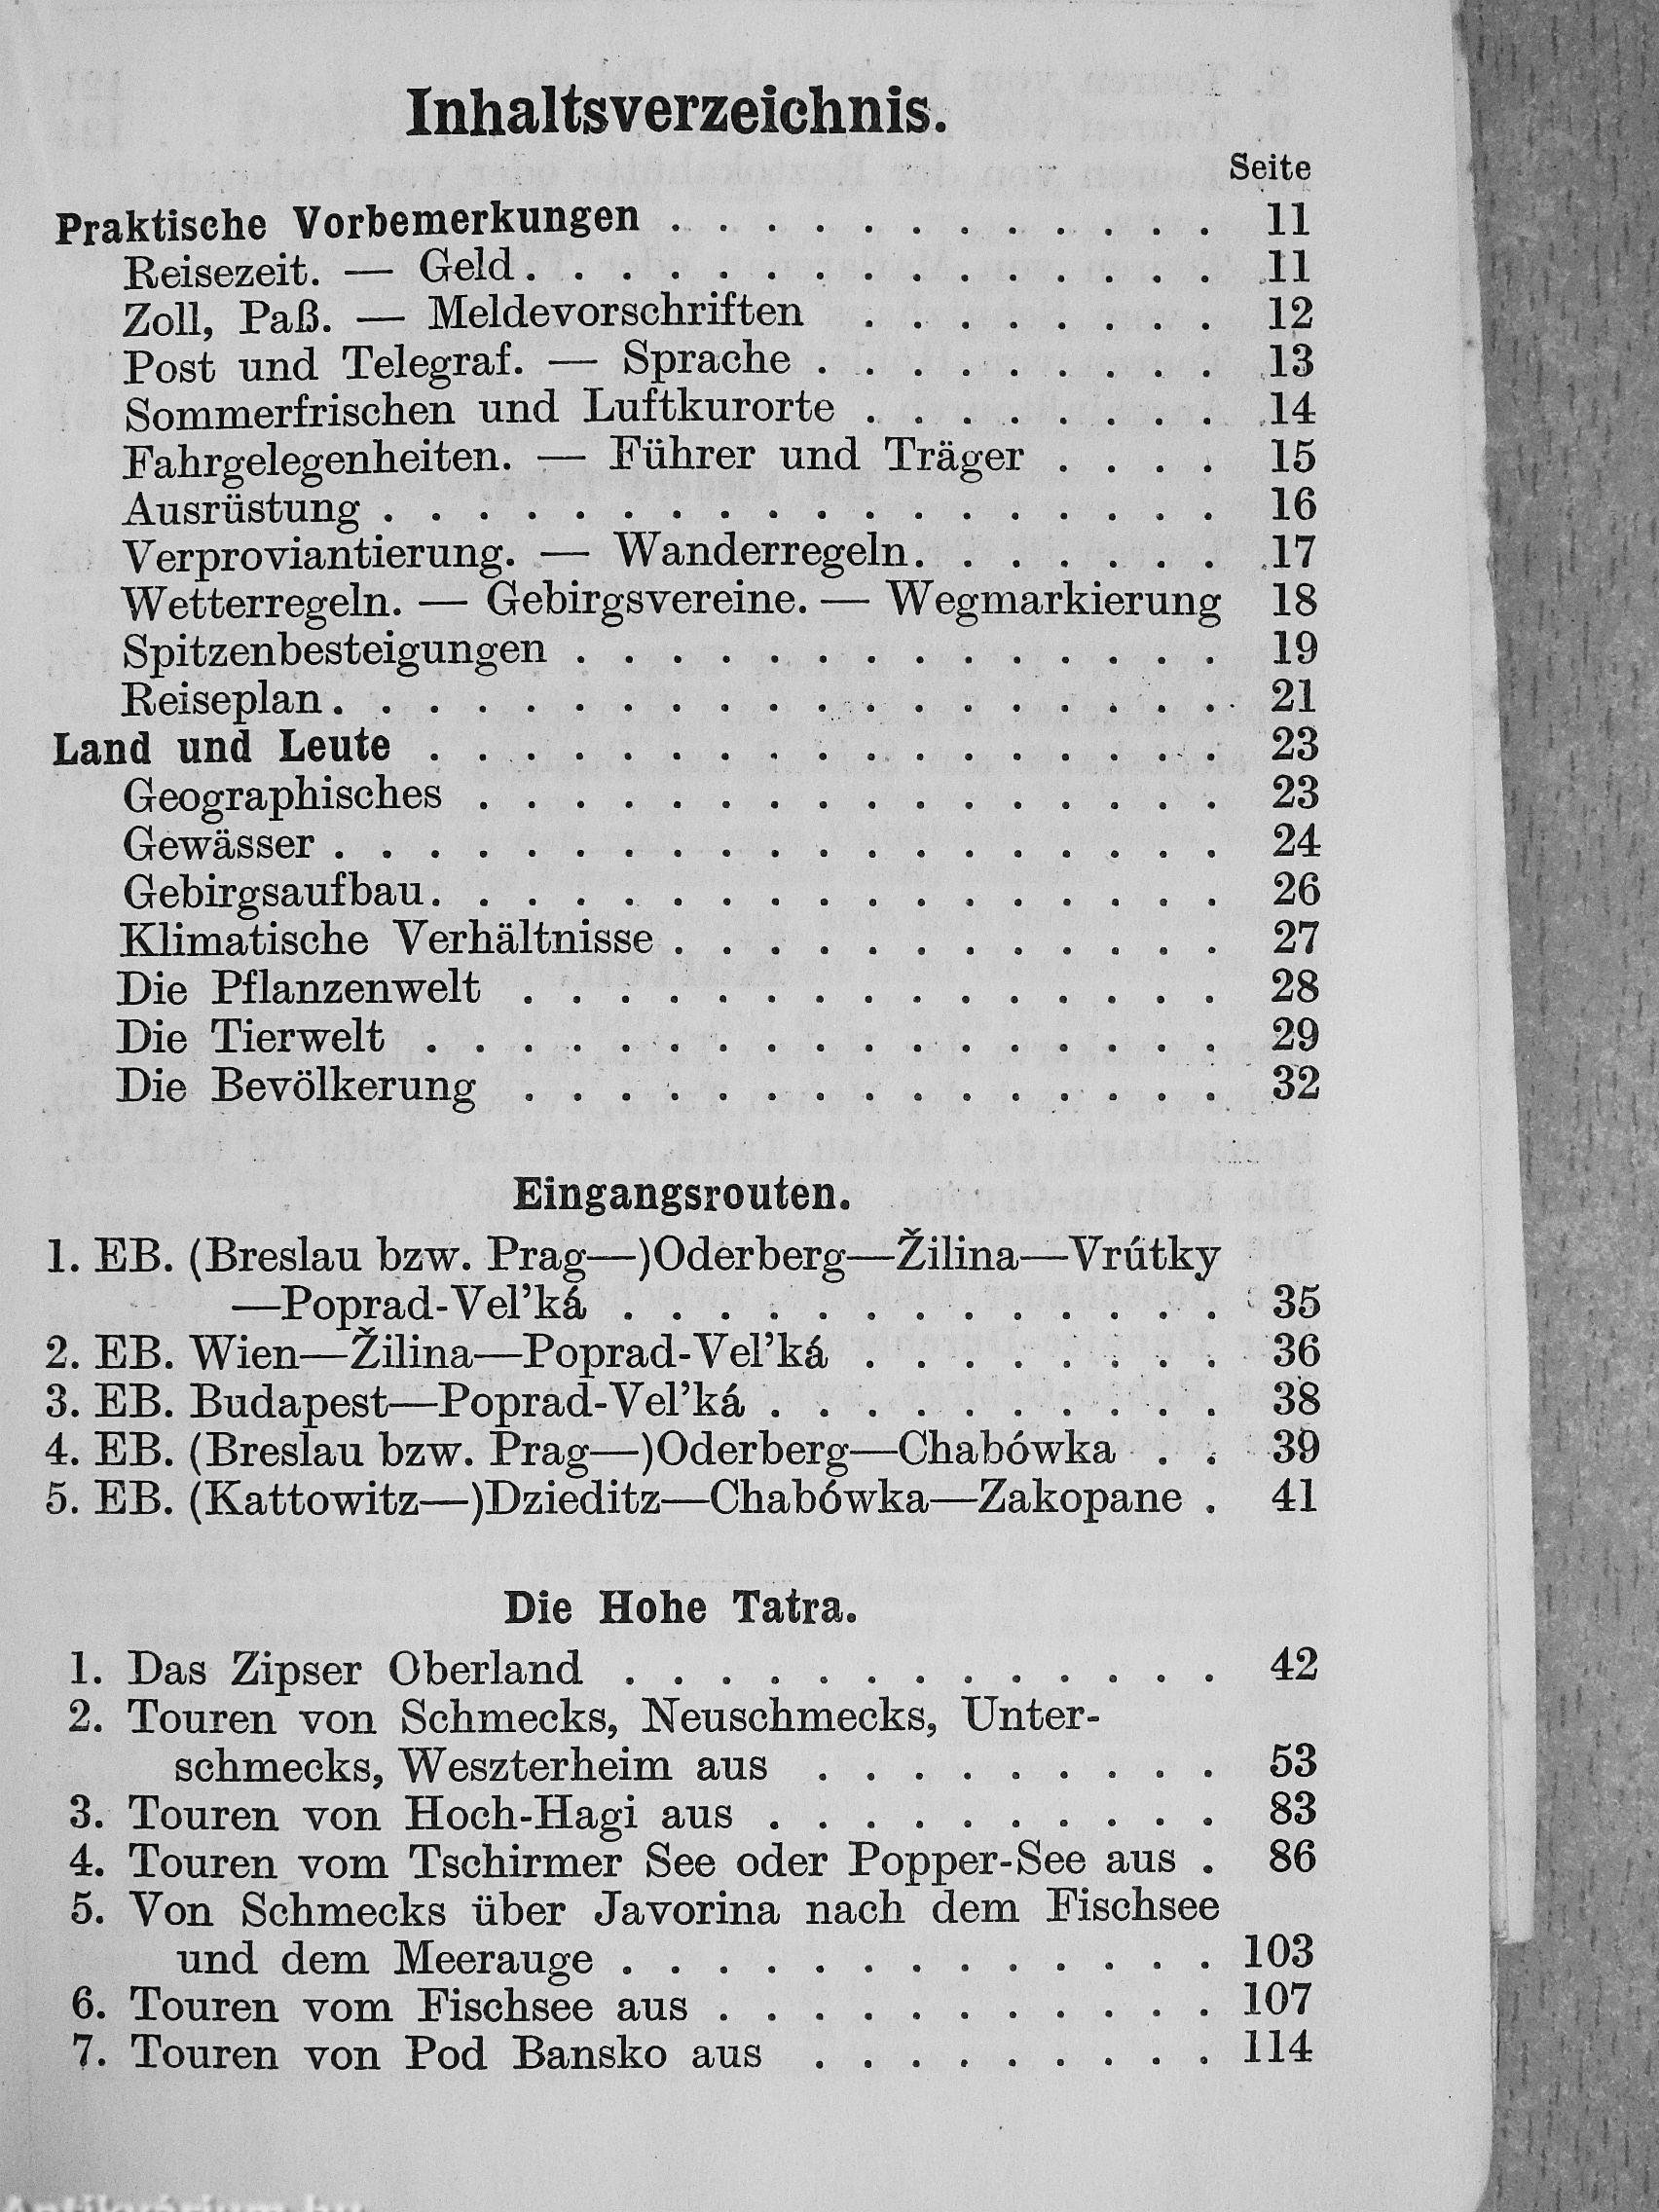 Inhaltsverzeichnis.
Seite
Praktische Vorbemerkungen . . . . . . . . . . . . 11
Reisezeit. — Geld . . . . . . . . . . . . . . . 11
Zoll, Paß. — Meldevorschriften . . . . . . . . 12
Post und Telegraf. — Sprache . . . . . . . . . 13
Sommerfrischen und Luftkurorte . . . . . . . . 14
Fahrgelegenheiten. — Führer und Träger . . . . 15
Ausrüstung . . . . . . . . . . . . . . . . . . 16
Verproviantierung. — Wanderregeln . . . . . . . 17
Wetterregeln. — Gebirgsvereine. — Wegmarkierung 18
Spitzenbesteigungen . . . . . . . . . . . . . . 19
Reiseplan . . . . . . . . . . . . . . . . . . . 21
Land und Leute . . . . . . . . . . . . . . . . . 23
Geographisches . . . . . . . . . . . . . . . . 23
Gewässer . . . . . . . . . . . . . . . . . . . 24
Gebirgsaufbau . . . . . . . . . . . . . . . . . 26
Klimatische Verhältnisse . . . . . . . . . . . . 27
Die Pflanzenwelt . . . . . . . . . . . . . . . 28
Die Tierwelt . . . . . . . . . . . . . . . . . 29
Die Bevölkerung . . . . . . . . . . . . . . . 32
Eingangsrouten.
1. EB. (Breslau bzw. Prag—)Oderberg—Žilina—Vrútky
—Poprad-Vel’ká . . . . . . . . . . . . . 35
2. EB. Wien—Žilina—Poprad-Vel’ká . . . . . . . . 36
3. EB. Budapest—Poprad-Vel’ká . . . . . . . . . . 38
4. EB. (Breslau bzw. Prag—)Oderberg—Chabówka . . 39
5. EB. (Kattowitz—)Dzieditz—Chabówka—Zakopane . 41
Die Hohe Tatra.
1. Das Zipser Oberland . . . . . . . . . . . . . 42
2. Touren von Schmecks, Neuschmecks, Unter-
schmecks, Weszterheim aus . . . . . . . . . 53
3. Touren von Hoch-Hagi aus . . . . . . . . . . 83
4. Touren vom Tschirmer See oder Popper-See aus . 86
5. Von Schmecks über Javorina nach dem Fischsee
und dem Meerauge . . . . . . . . . . . . . 103
6. Touren vom Fischsee aus . . . . . . . . . . . 107
7. Touren von Pod Bansko aus . . . . . . . . . 114